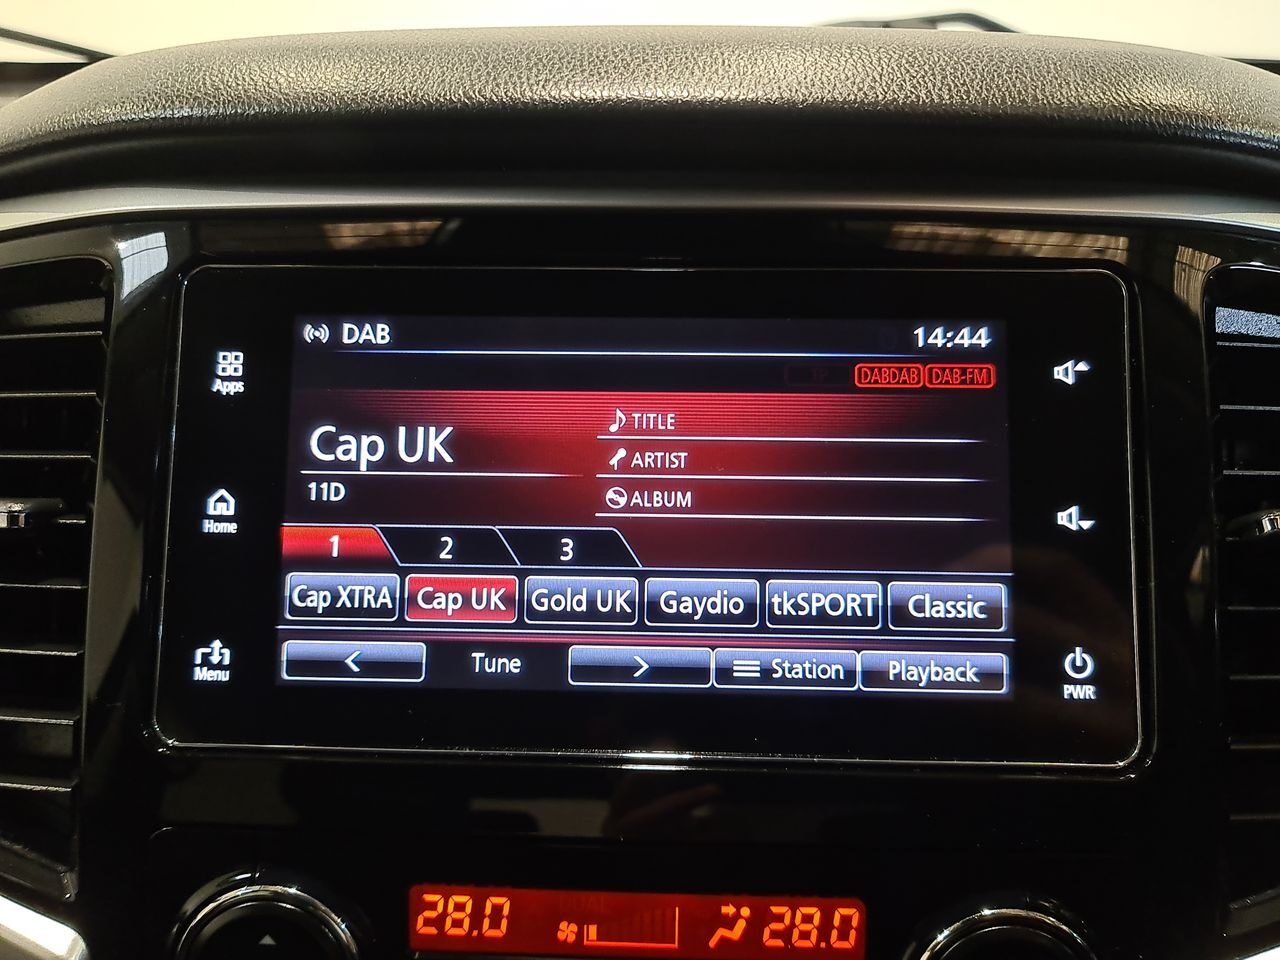 DAB
14:44
TP DABDAB DAB-FM
Apps
Cap UK
TITLE
ARTIST
11D
ALBUM
Home
1 2 3
Cap XTRA Cap UK Gold UK Gaydio tkSPORT Classic
Menu
< Tune > Station Playback
PWR
28.0 28.0